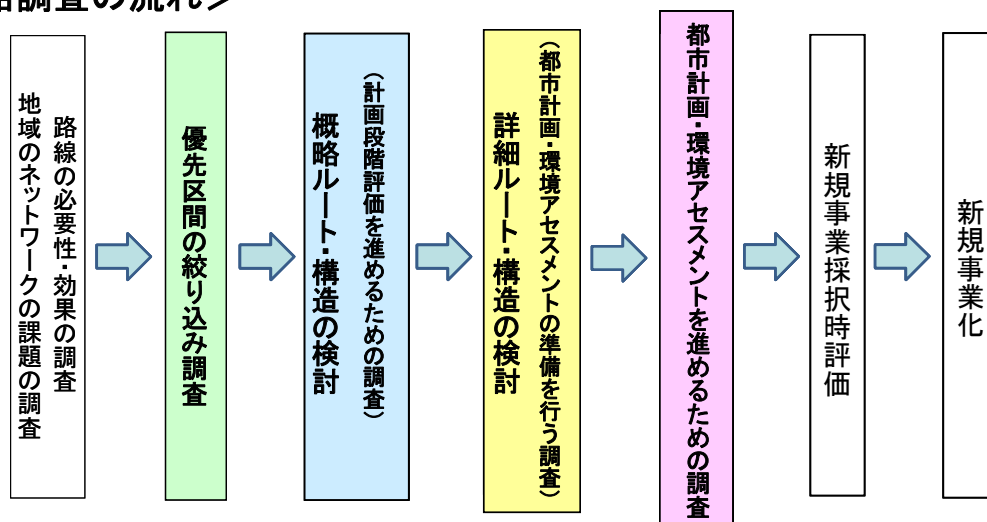 調査の流れ>
路線の必要性・効果の調査
地域のネットワークの課題の調査
優先区間の絞り込み調査
(計画段階評価を進めるための調査)
概略ルート・構造の検討
(都市計画・環境アセスメントの準備を行う調査)
詳細ルート・構造の検討
都市計画・環境アセスメントを進めるための調査
新規事業採択時評価
新規事業化